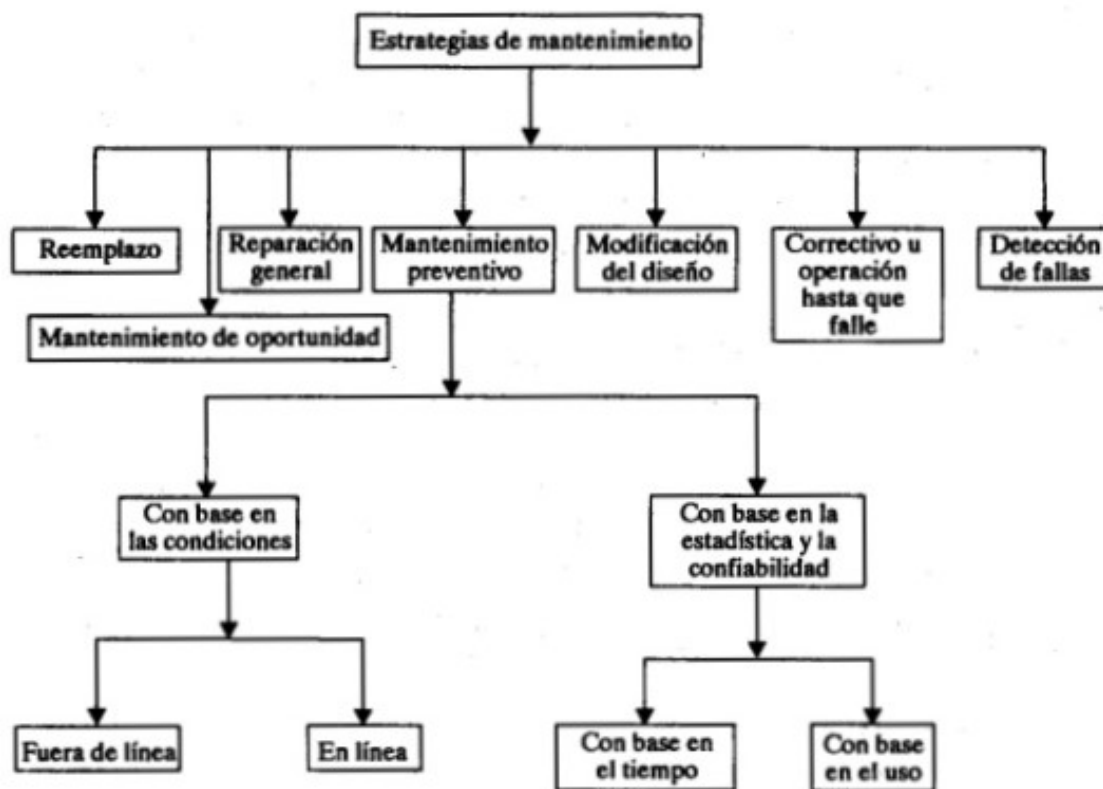 Estrategias de mantenimiento
Reemplazo
Reparación
general
Mantenimiento
preventivo
Modificación
del diseño
Correctivo u
operación
hasta que
falle
Detección
de fallas
Mantenimiento de oportunidad
Con base en
las condiciones
Con base en la
estadística y la
confiabilidad
Fuera de línea
En línea
Con base en
el tiempo
Con base
en el uso